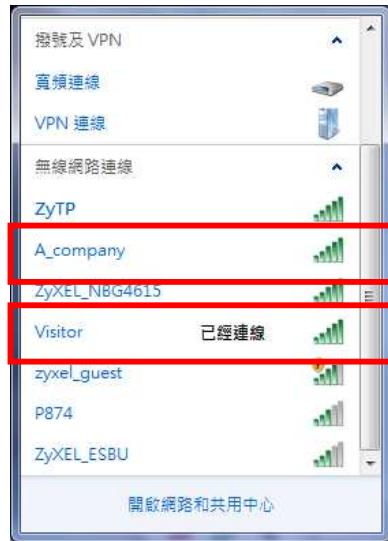 撥號及 VPN
寬頻連線
VPN 連線
無線網路連線
ZyTP
A_company
ZyXEL_NBG4615
Visitor 已經連線
zyxel_guest
P874
ZyXEL_ESBU
開啟網路和共用中心